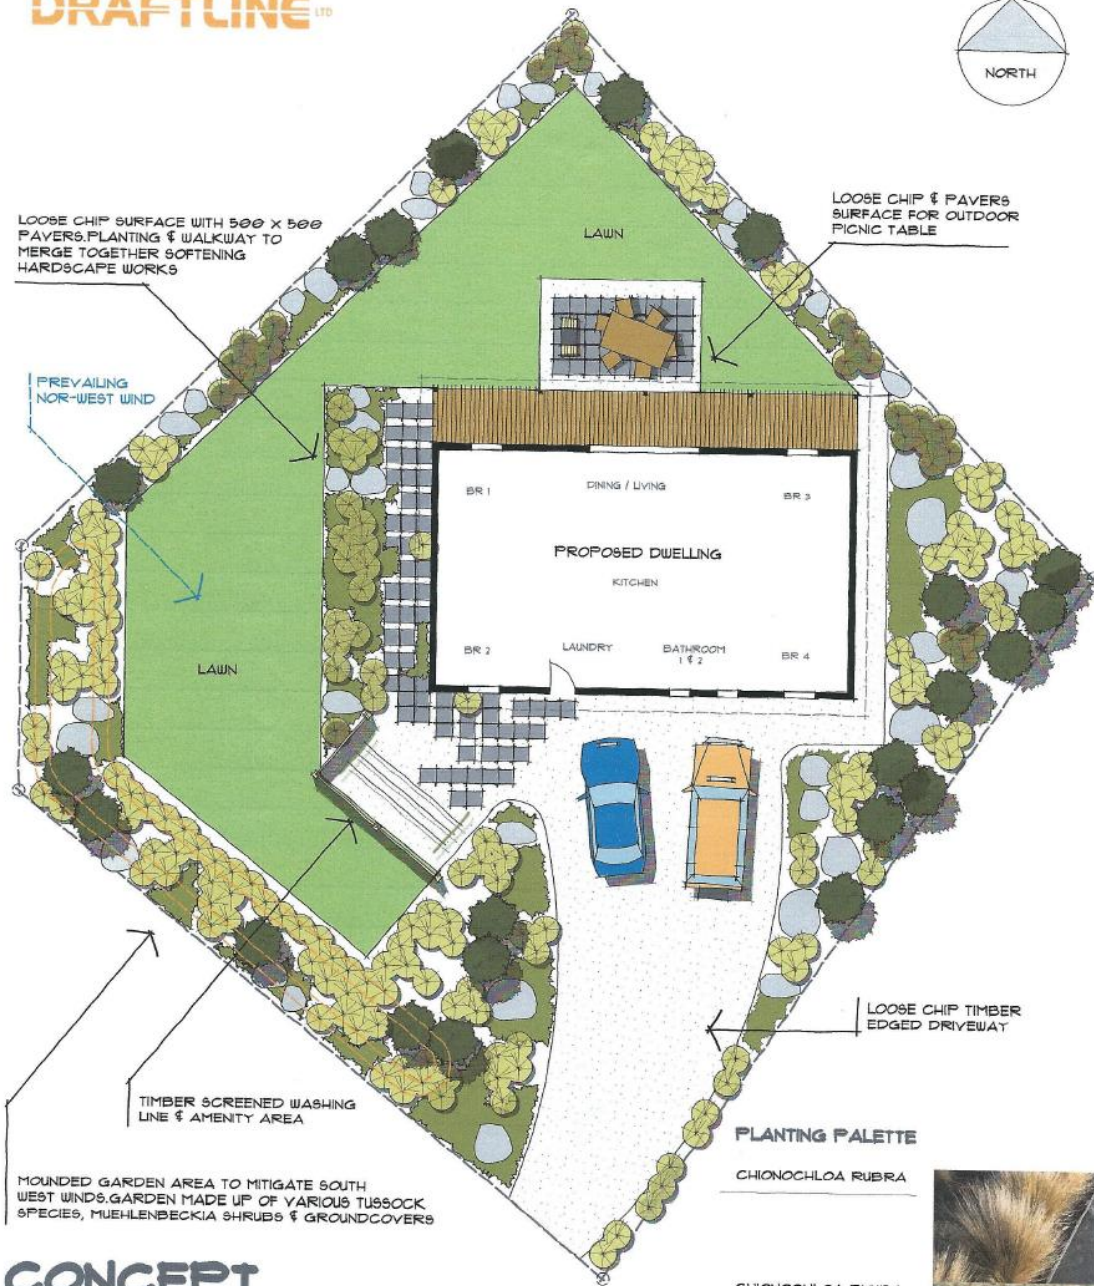 DRAFTLINE LTD
NORTH
LOOSE CHIP SURFACE WITH 500 X 500
PAVERS.PLANTING & WALKWAY TO
MERGE TOGETHER SOFTENING
HARDSCAPE WORKS
LOOSE CHIP & PAVERS
SURFACE FOR OUTDOOR
PICNIC TABLE
LAWN
PREVAILING
NOR-WEST WIND
BR 1
DINING / LIVING
BR 3
PROPOSED DWELLING
KITCHEN
BR 2
LAUNDRY
BATHROOM
1 & 2
BR 4
LAWN
LOOSE CHIP TIMBER
EDGED DRIVEWAY
TIMBER SCREENED WASHING
LINE & AMENITY AREA
MOUNDED GARDEN AREA TO MITIGATE SOUTH
WEST WINDS.GARDEN MADE UP OF VARIOUS TUSSOCK
SPECIES, MUEHLENBECKIA SHRUBS & GROUNDCOVERS
PLANTING PALETTE
CHIONOCHLOA RUBRA
CONCEPT